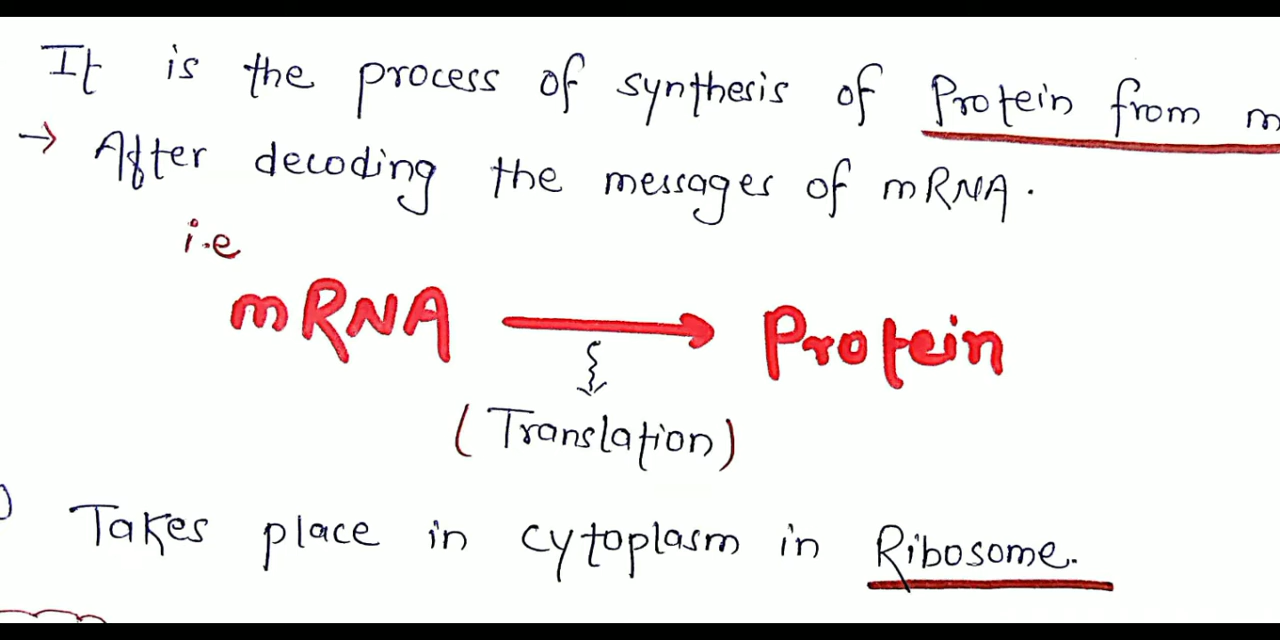 It is the process of synthesis of Protein from m
→ After decoding the messages of mRNA.
i.e
mRNA → Protein
(Translation)
Takes place in cytoplasm in Ribosome.